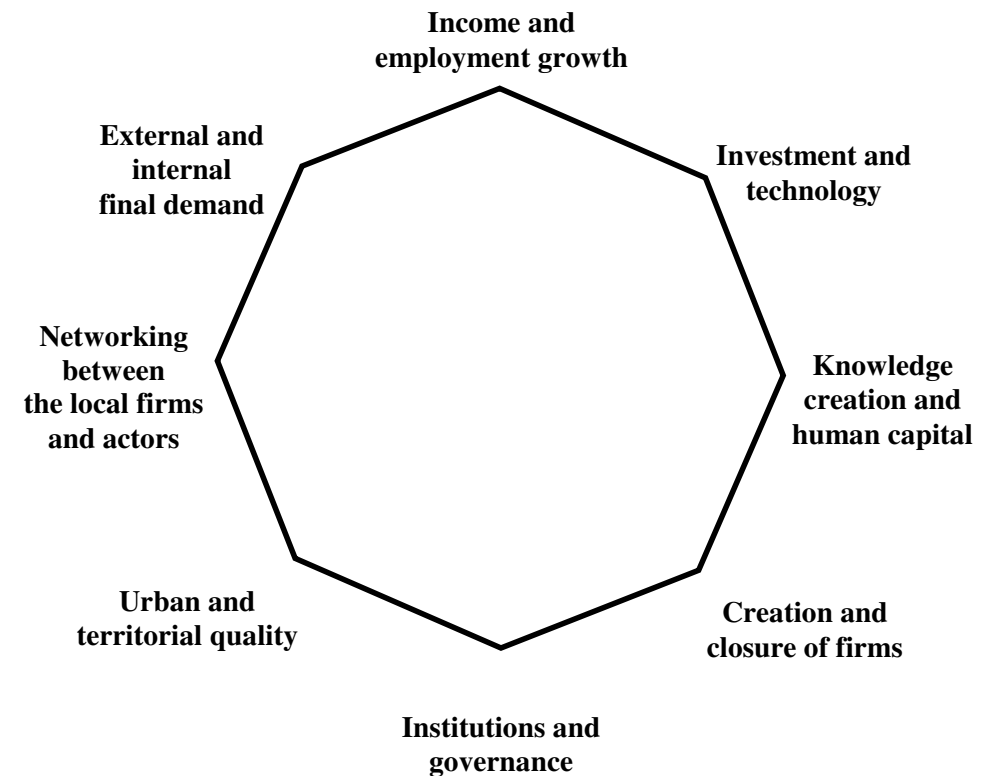 Income and
employment growth
External and
internal
final demand
Investment and
technology
Networking
between
the local firms
and actors
Knowledge
creation and
human capital
Urban and
territorial quality
Creation and
closure of firms
Institutions and
governance